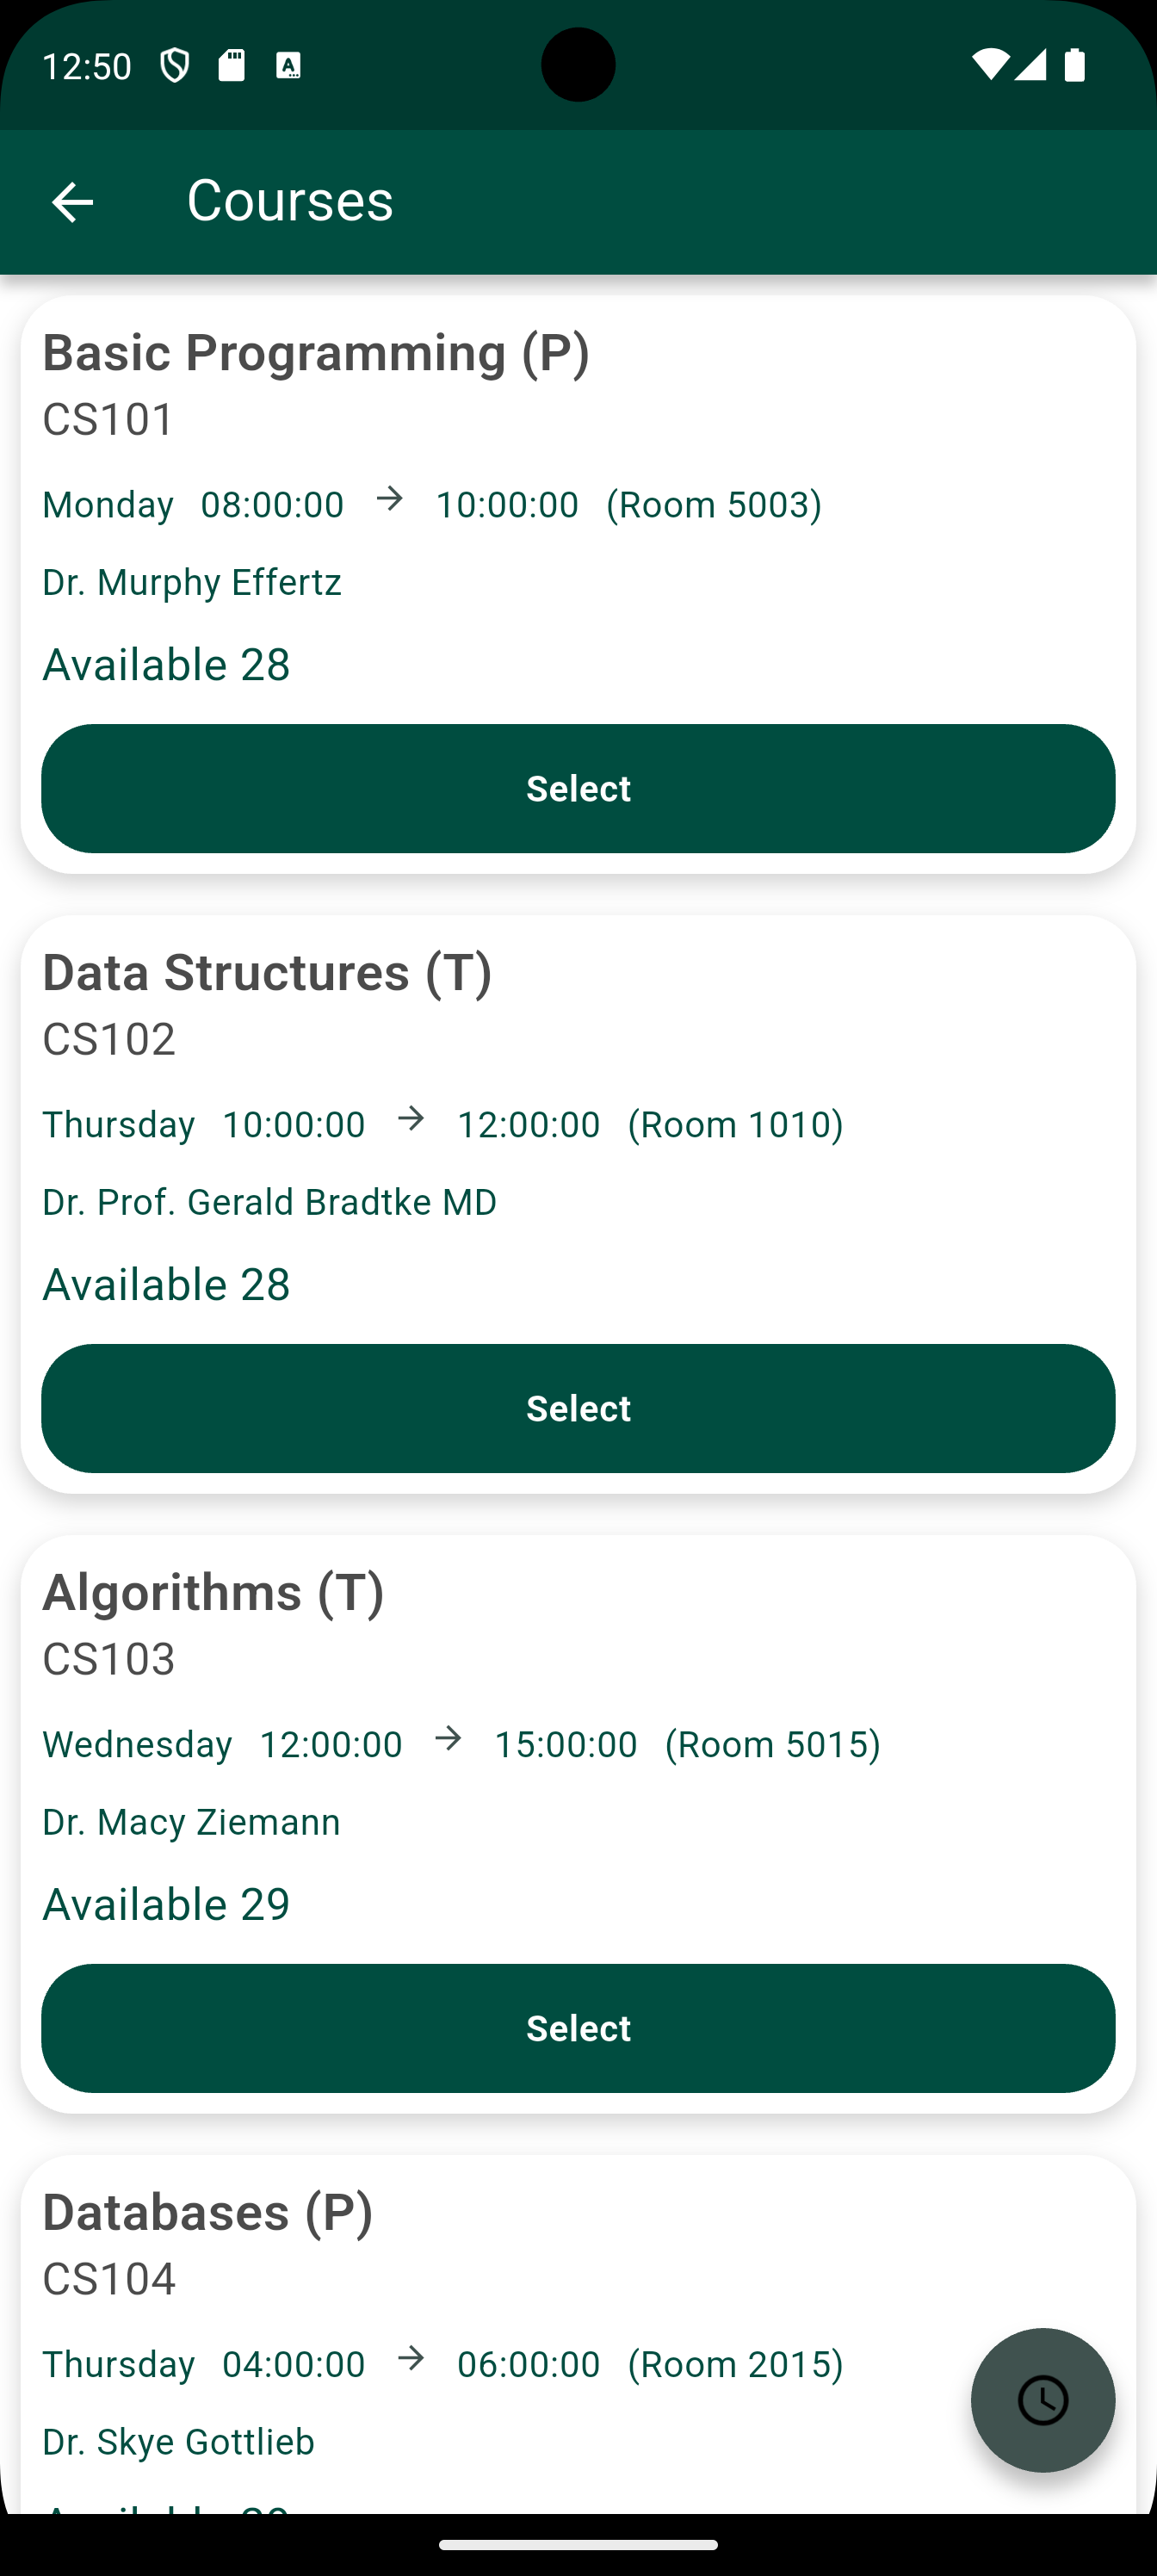 12:50
Courses
Basic Programming (P)
CS101
Monday 08:00:00 → 10:00:00 (Room 5003)
Dr. Murphy Effertz
Available 28
Select
Data Structures (T)
CS102
Thursday 10:00:00 → 12:00:00 (Room 1010)
Dr. Prof. Gerald Bradtke MD
Available 28
Select
Algorithms (T)
CS103
Wednesday 12:00:00 → 15:00:00 (Room 5015)
Dr. Macy Ziemann
Available 29
Select
Databases (P)
CS104
Thursday 04:00:00 → 06:00:00 (Room 2015)
Dr. Skye Gottlieb